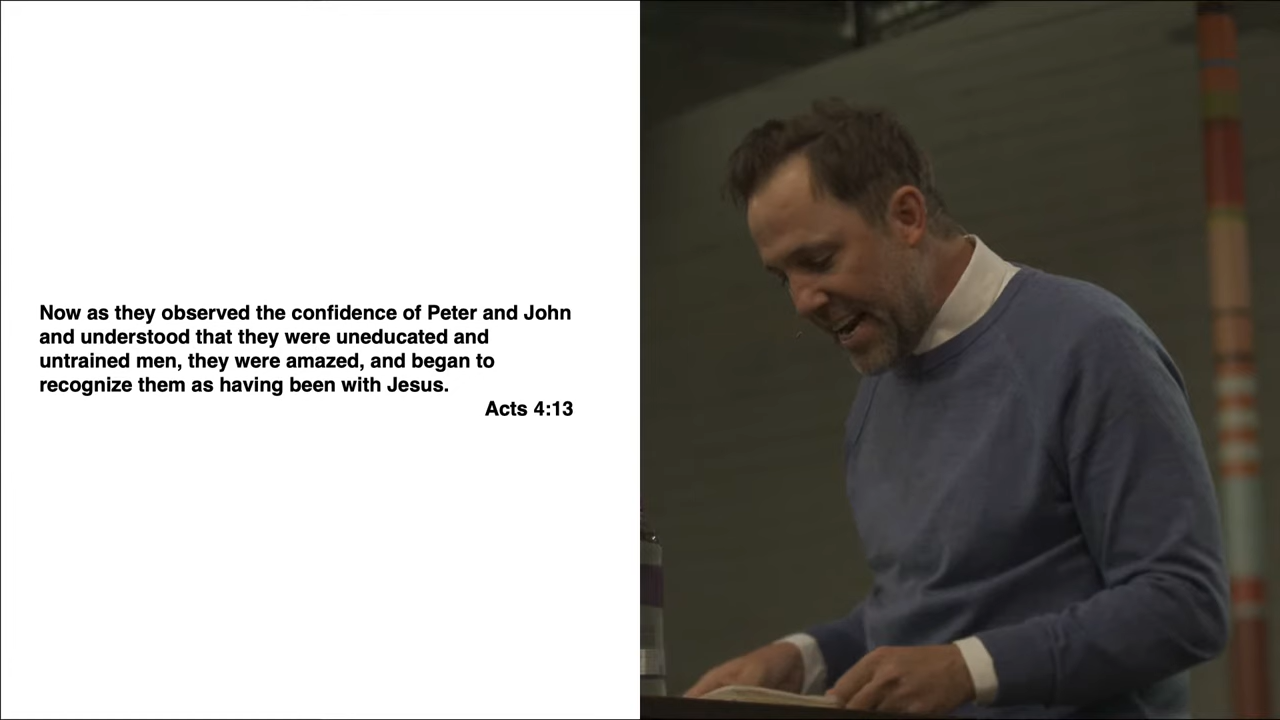 Now as they observed the confidence of Peter and John
and understood that they were uneducated and
untrained men, they were amazed, and began to
recognize them as having been with Jesus.
Acts 4:13